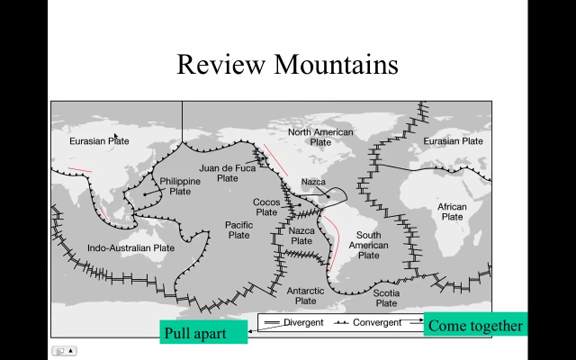 Review Mountains
Eurasian Plate
North American
Plate
Eurasian Plate
Juan de Fuca
Plate
Philippine
Plate
Nazca
Cocos
Plate
African
Plate
Pacific
Plate
Nazca
Plate
South
American
Plate
Indo-Australian Plate
Antarctic
Plate
Scotia
Plate
Pull apart
Divergent
Convergent
Come together